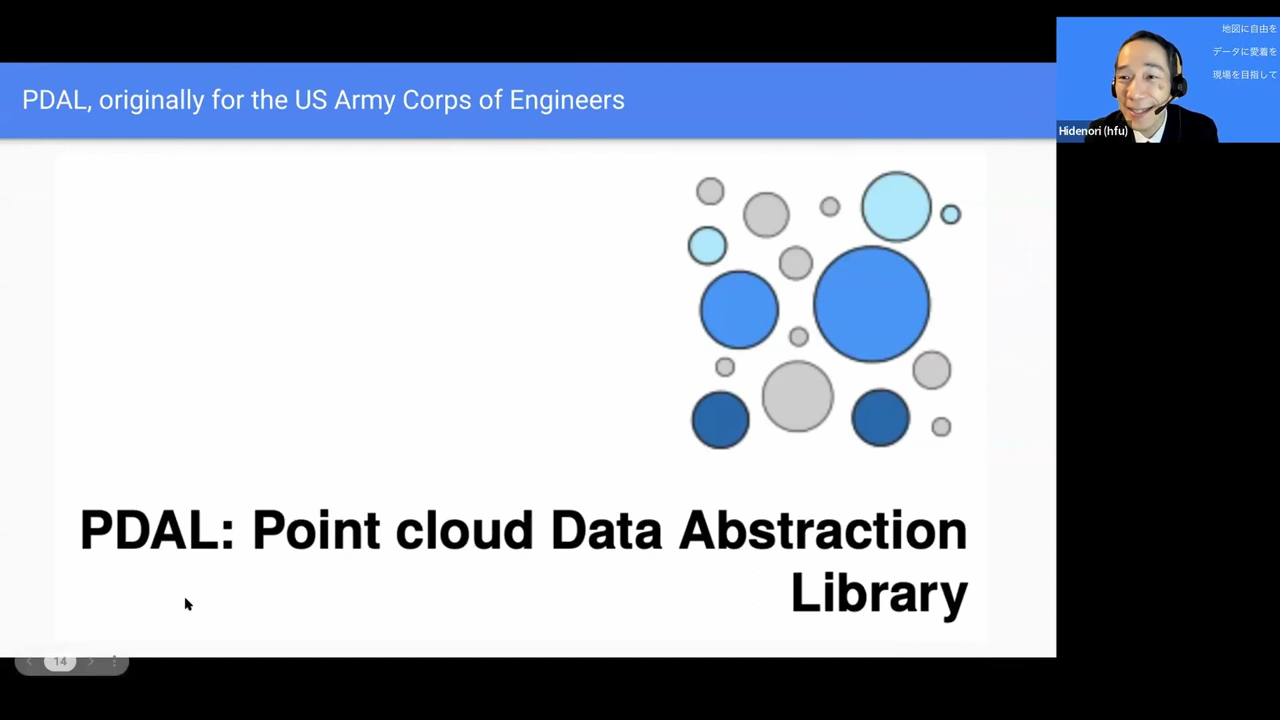 PDAL, originally for the US Army Corps of Engineers
地図に自由を
データに愛着を
現場を目指して
Hidenori (hfu)
PDAL: Point cloud Data Abstraction
Library
14